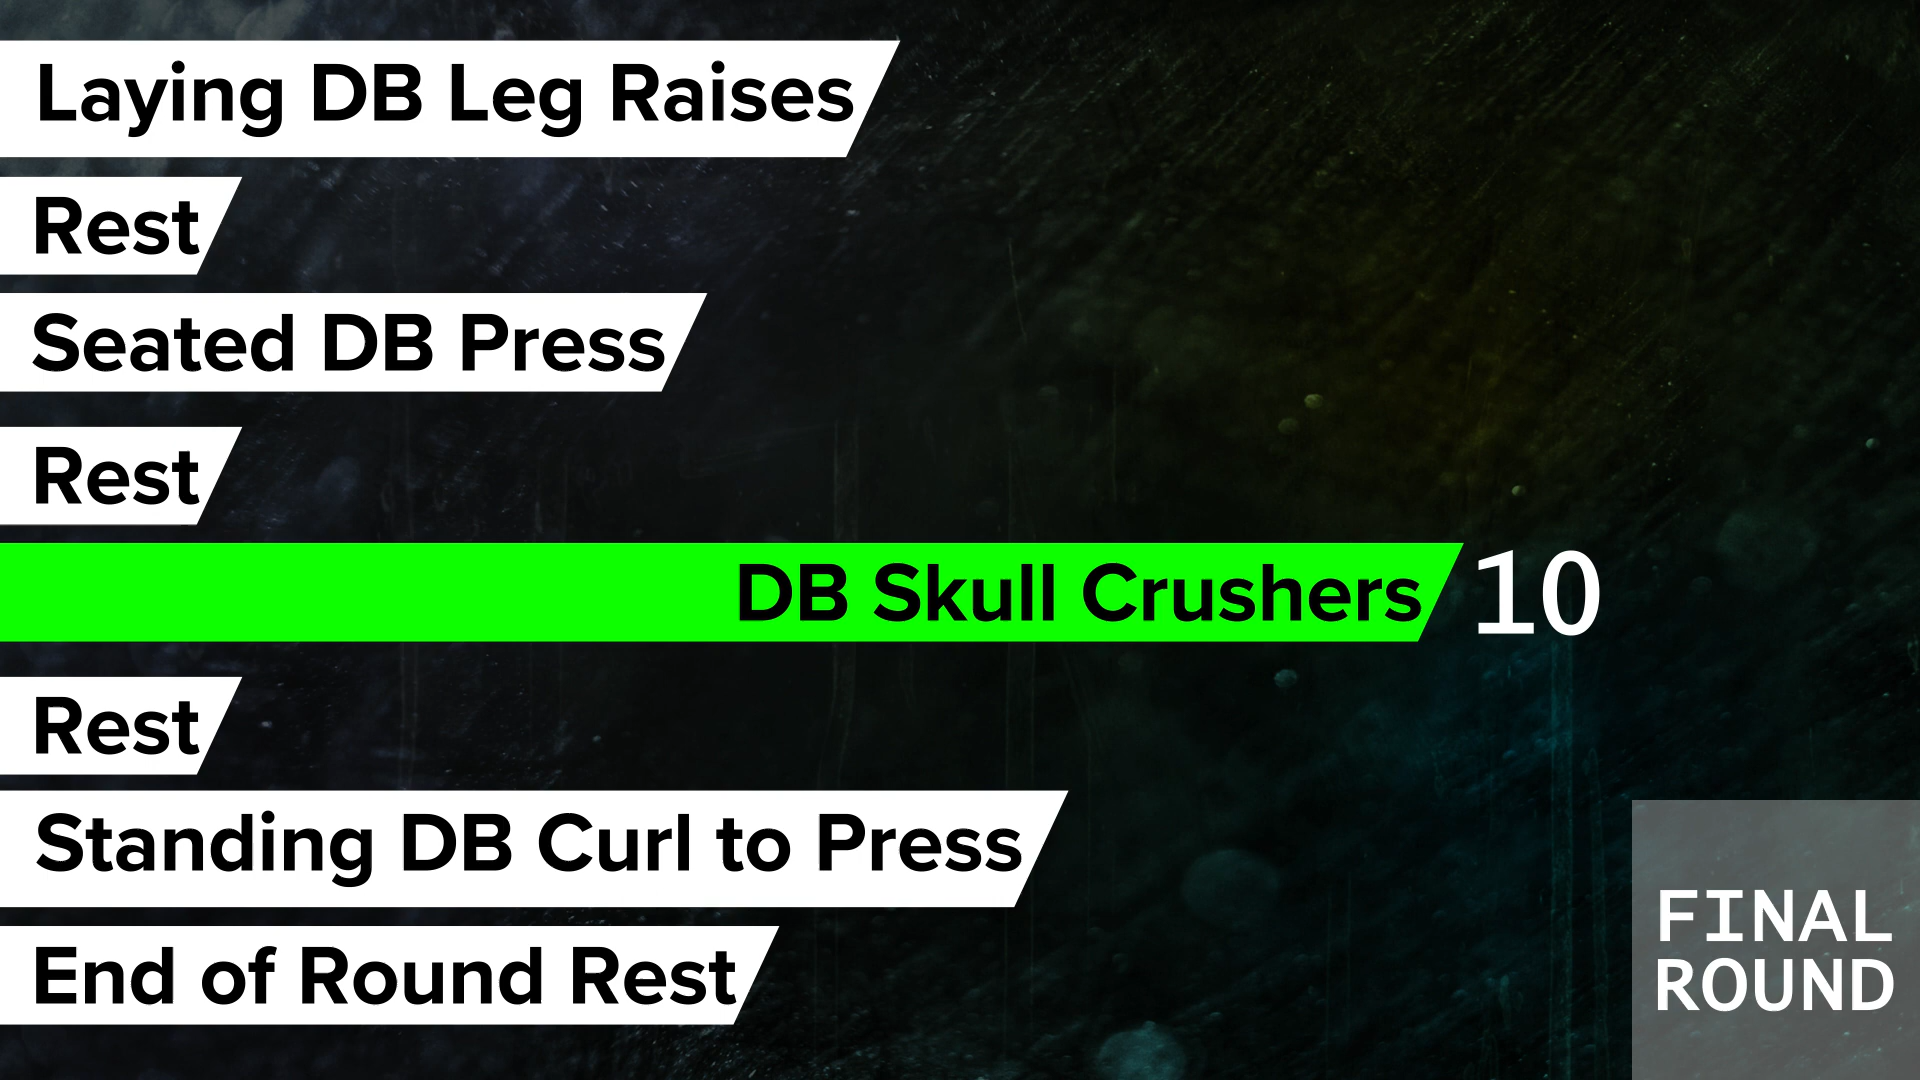 Laying DB Leg Raises
Rest
Seated DB Press
Rest
DB Skull Crushers 10
Rest
Standing DB Curl to Press
End of Round Rest
FINAL
ROUND